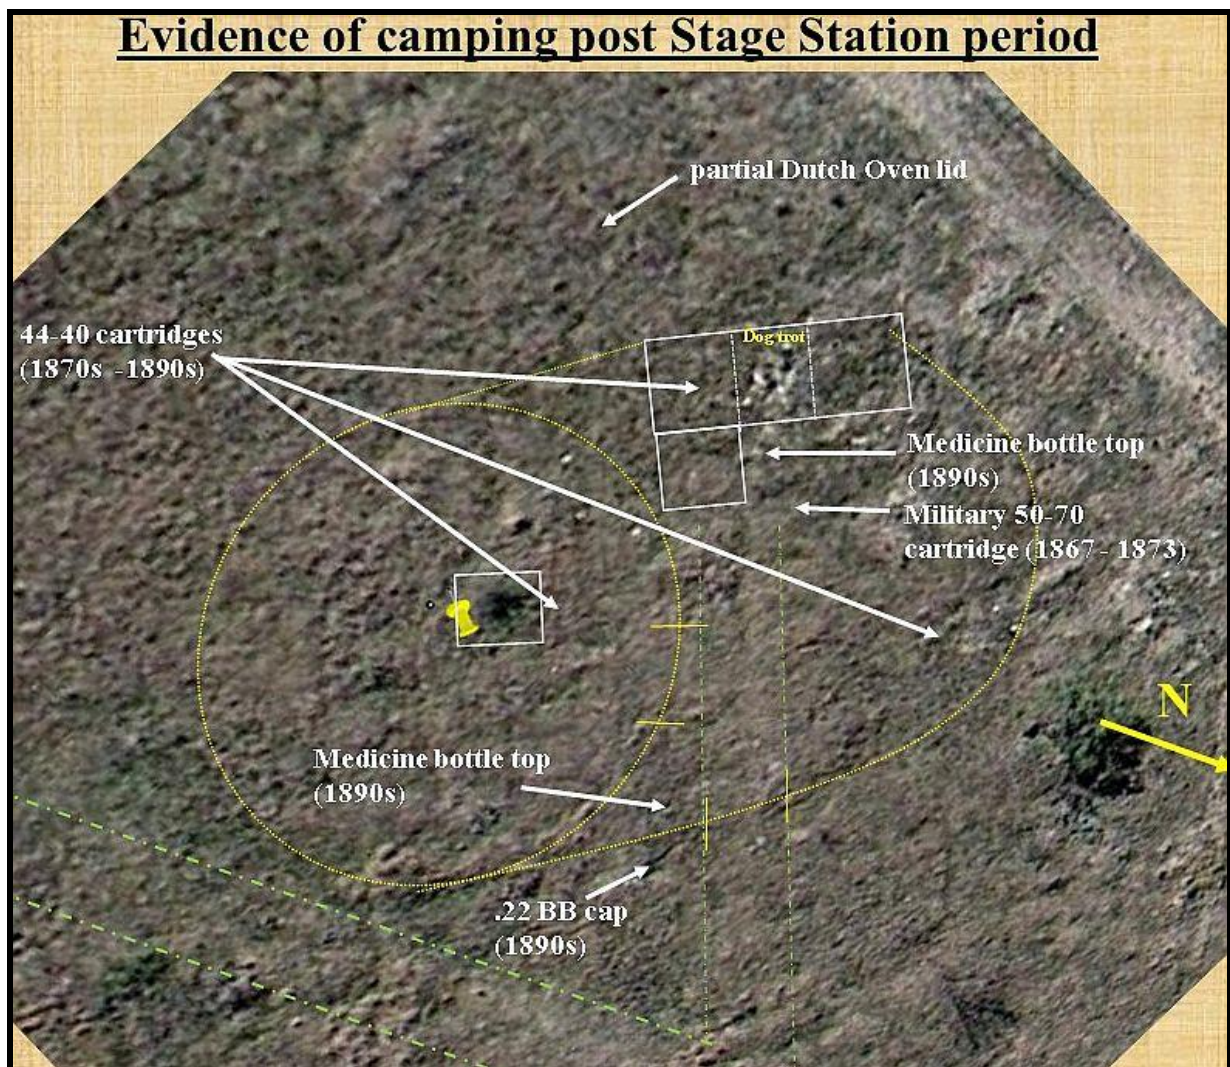 Evidence of camping post Stage Station period
partial Dutch Oven lid
44-40 cartridges
(1870s -1890s)
Dog trot
Medicine bottle top
(1890s)
Military 50-70
cartridge (1867 - 1873)
N
Medicine bottle top
(1890s)
.22 BB cap
(1890s)